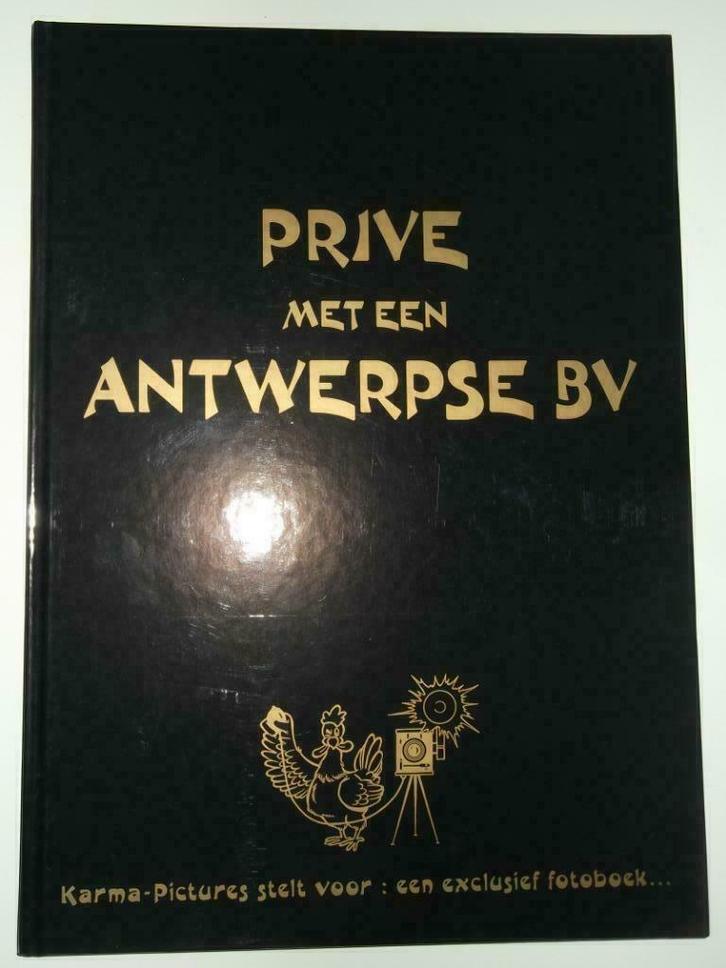 PRIVE
MET EEN
ANTWERPSE BV
Karma-Pictures stelt voor : een exclusief fotoboek...